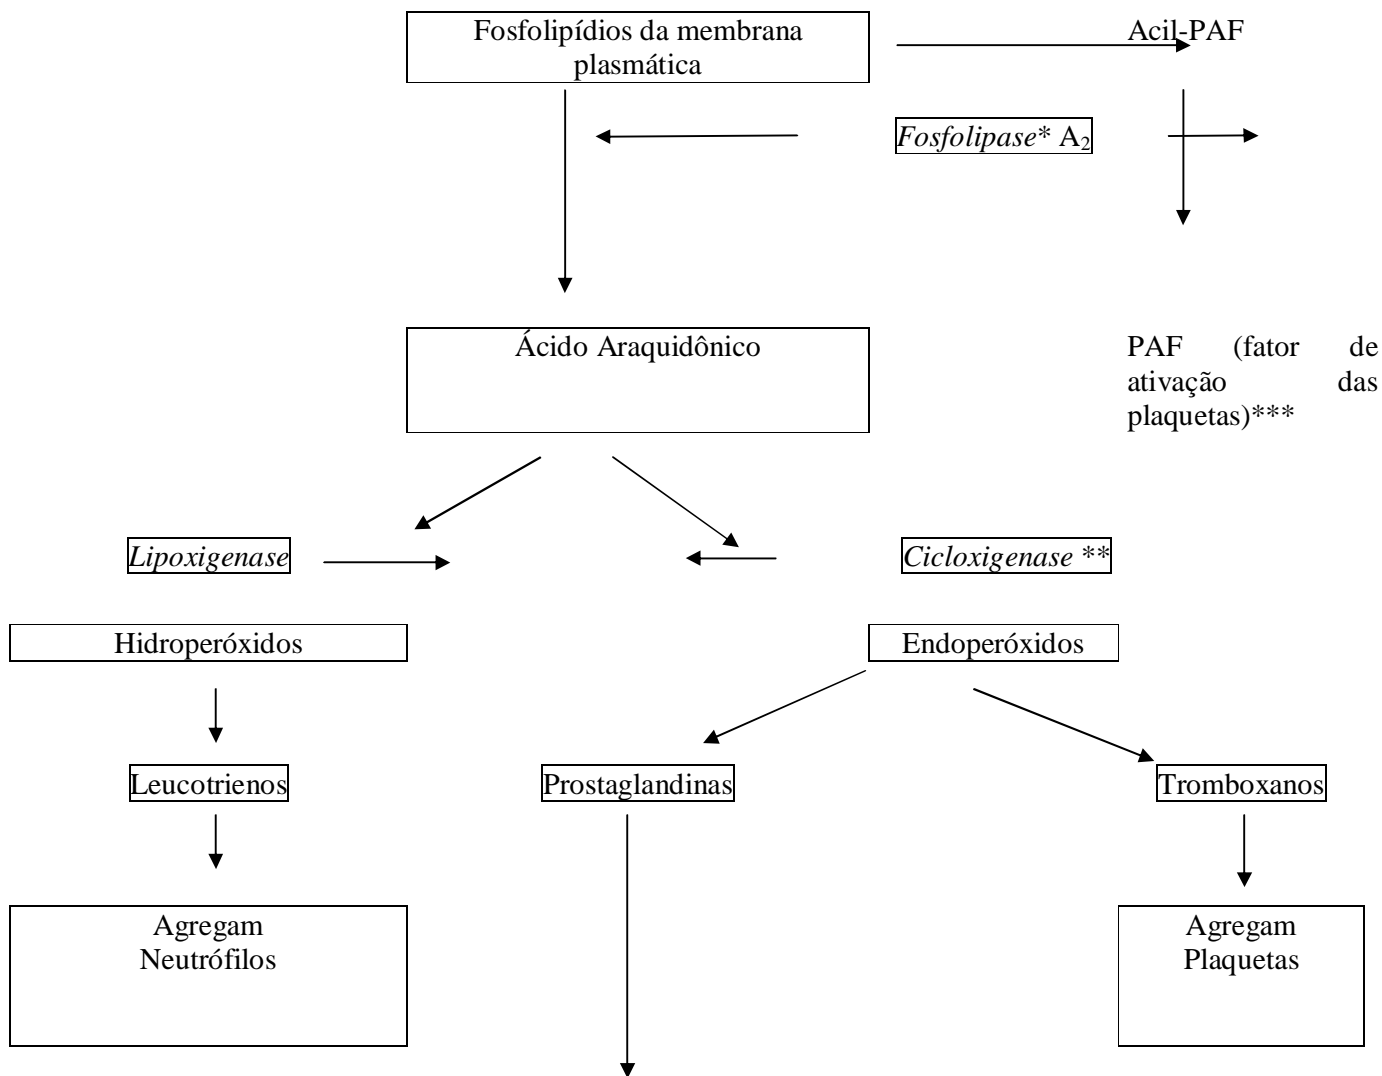 Fosfolipídios da membrana
plasmática
Acil-PAF
Fosfolipase* A₂
Ácido Araquidônico
PAF (fator de
ativação das
plaquetas)***
Lipoxigenase
Cicloxigenase **
Hidroperóxidos
Endoperóxidos
Leucotrienos
Prostaglandinas
Tromboxanos
Agregam
Neutrófilos
Agregam
Plaquetas